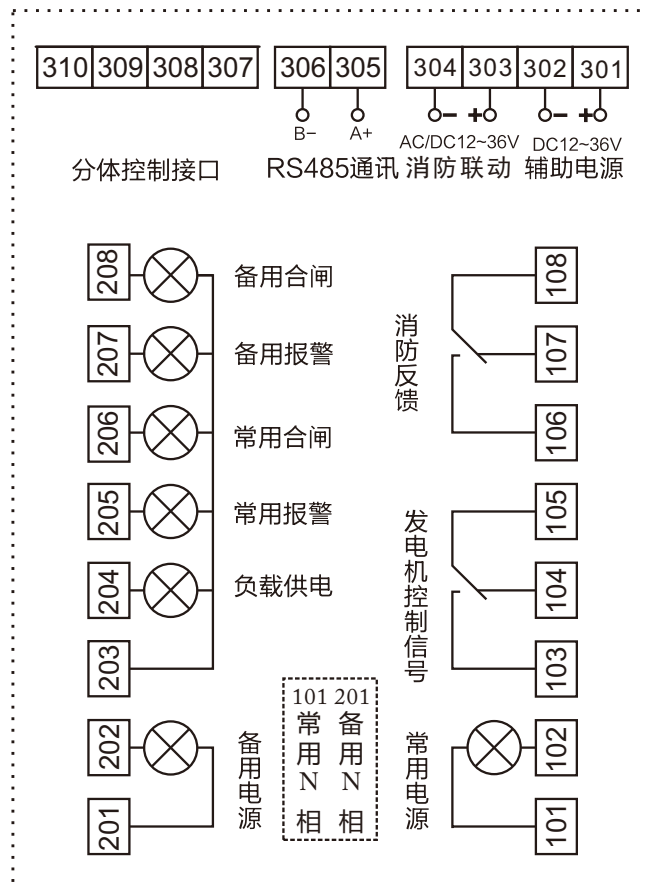 310 309 308 307 306 305 304 303 302 301
B− A+ − + − +
AC/DC12~36V DC12~36V
分体控制接口 RS485通讯 消防联动 辅助电源
208 备用合闸 108
207 备用报警 107
206 常用合闸 106
消防反馈
205 常用报警 105
204 负载供电 104
203 103
发电机控制信号
202 102
201 101
备用电源
101 201
常 备
用 用
N N
相 相
常用电源